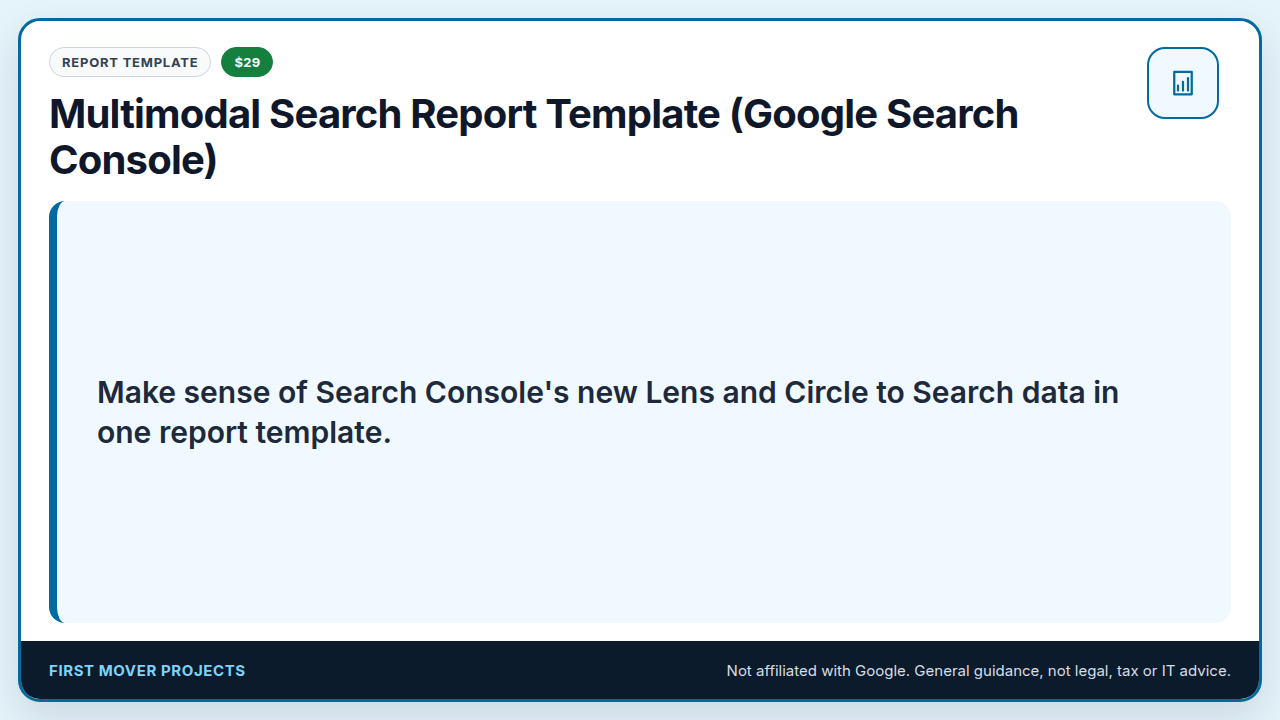 REPORT TEMPLATE
$29
Multimodal Search Report Template (Google Search
Console)
Make sense of Search Console's new Lens and Circle to Search data in
one report template.
FIRST MOVER PROJECTS
Not affiliated with Google. General guidance, not legal, tax or IT advice.